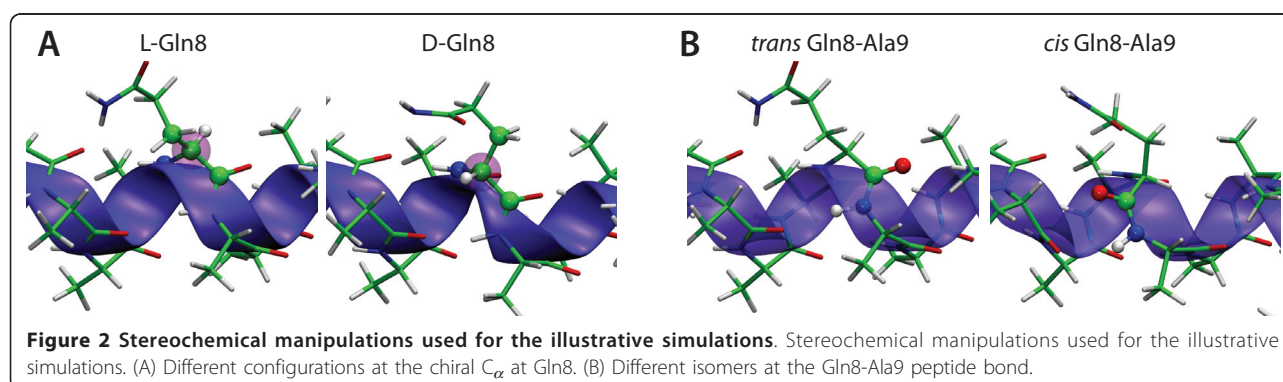 A
L-Gln8
D-Gln8
B
trans Gln8-Ala9
cis Gln8-Ala9
Figure 2 Stereochemical manipulations used for the illustrative simulations. Stereochemical manipulations used for the illustrative
simulations. (A) Different configurations at the chiral Cα at Gln8. (B) Different isomers at the Gln8-Ala9 peptide bond.